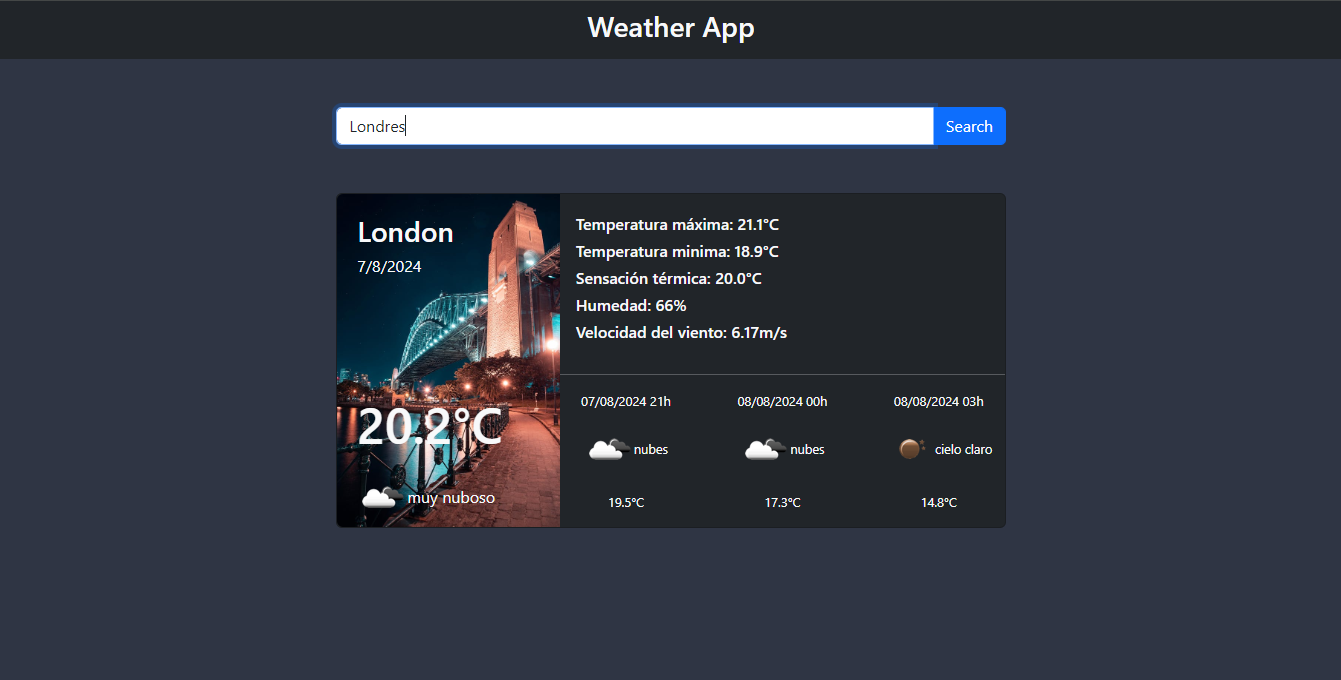 Weather App
Londres
Search
London
7/8/2024
20.2°C
muy nuboso
Temperatura máxima: 21.1°C
Temperatura minima: 18.9°C
Sensación térmica: 20.0°C
Humedad: 66%
Velocidad del viento: 6.17m/s
07/08/2024 21h
nubes
19.5°C
08/08/2024 00h
nubes
17.3°C
08/08/2024 03h
cielo claro
14.8°C